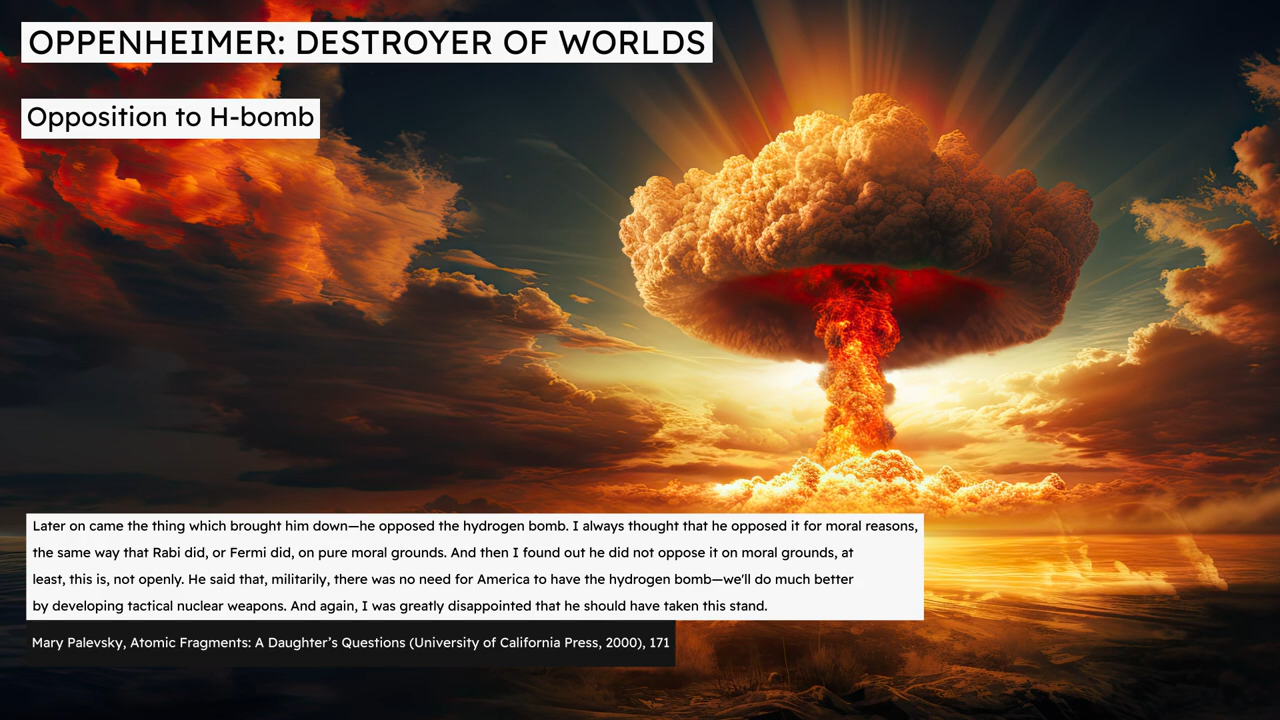 OPPENHEIMER: DESTROYER OF WORLDS
Opposition to H-bomb
Later on came the thing which brought him down—he opposed the hydrogen bomb. I always thought that he opposed it for moral reasons,
the same way that Rabi did, or Fermi did, on pure moral grounds. And then I found out he did not oppose it on moral grounds, at
least, this is, not openly. He said that, militarily, there was no need for America to have the hydrogen bomb—we'll do much better
by developing tactical nuclear weapons. And again, I was greatly disappointed that he should have taken this stand.
Mary Palevsky, Atomic Fragments: A Daughter’s Questions (University of California Press, 2000), 171